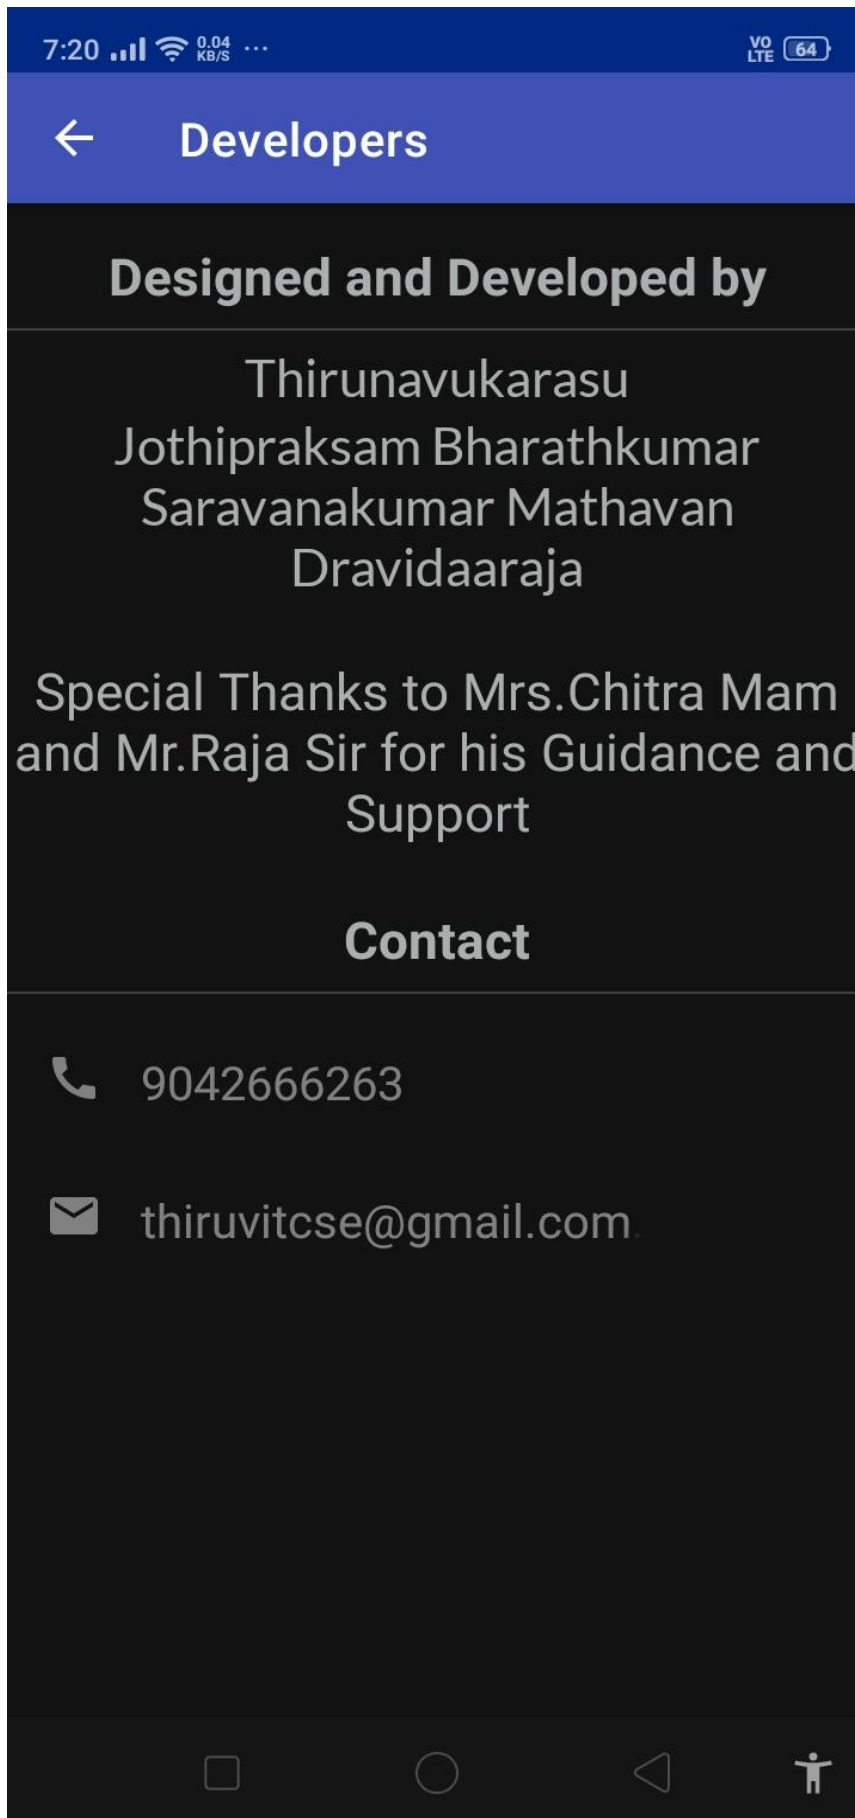 7:20 0.04 KB/S ... VO LTE 64
Developers
Designed and Developed by
Thirunavukarasu
Jothipraksam Bharathkumar
Saravanakumar Mathavan
Dravidaaraja
Special Thanks to Mrs.Chitra Mam
and Mr.Raja Sir for his Guidance and
Support
Contact
9042666263
thiruvitcse@gmail.com.